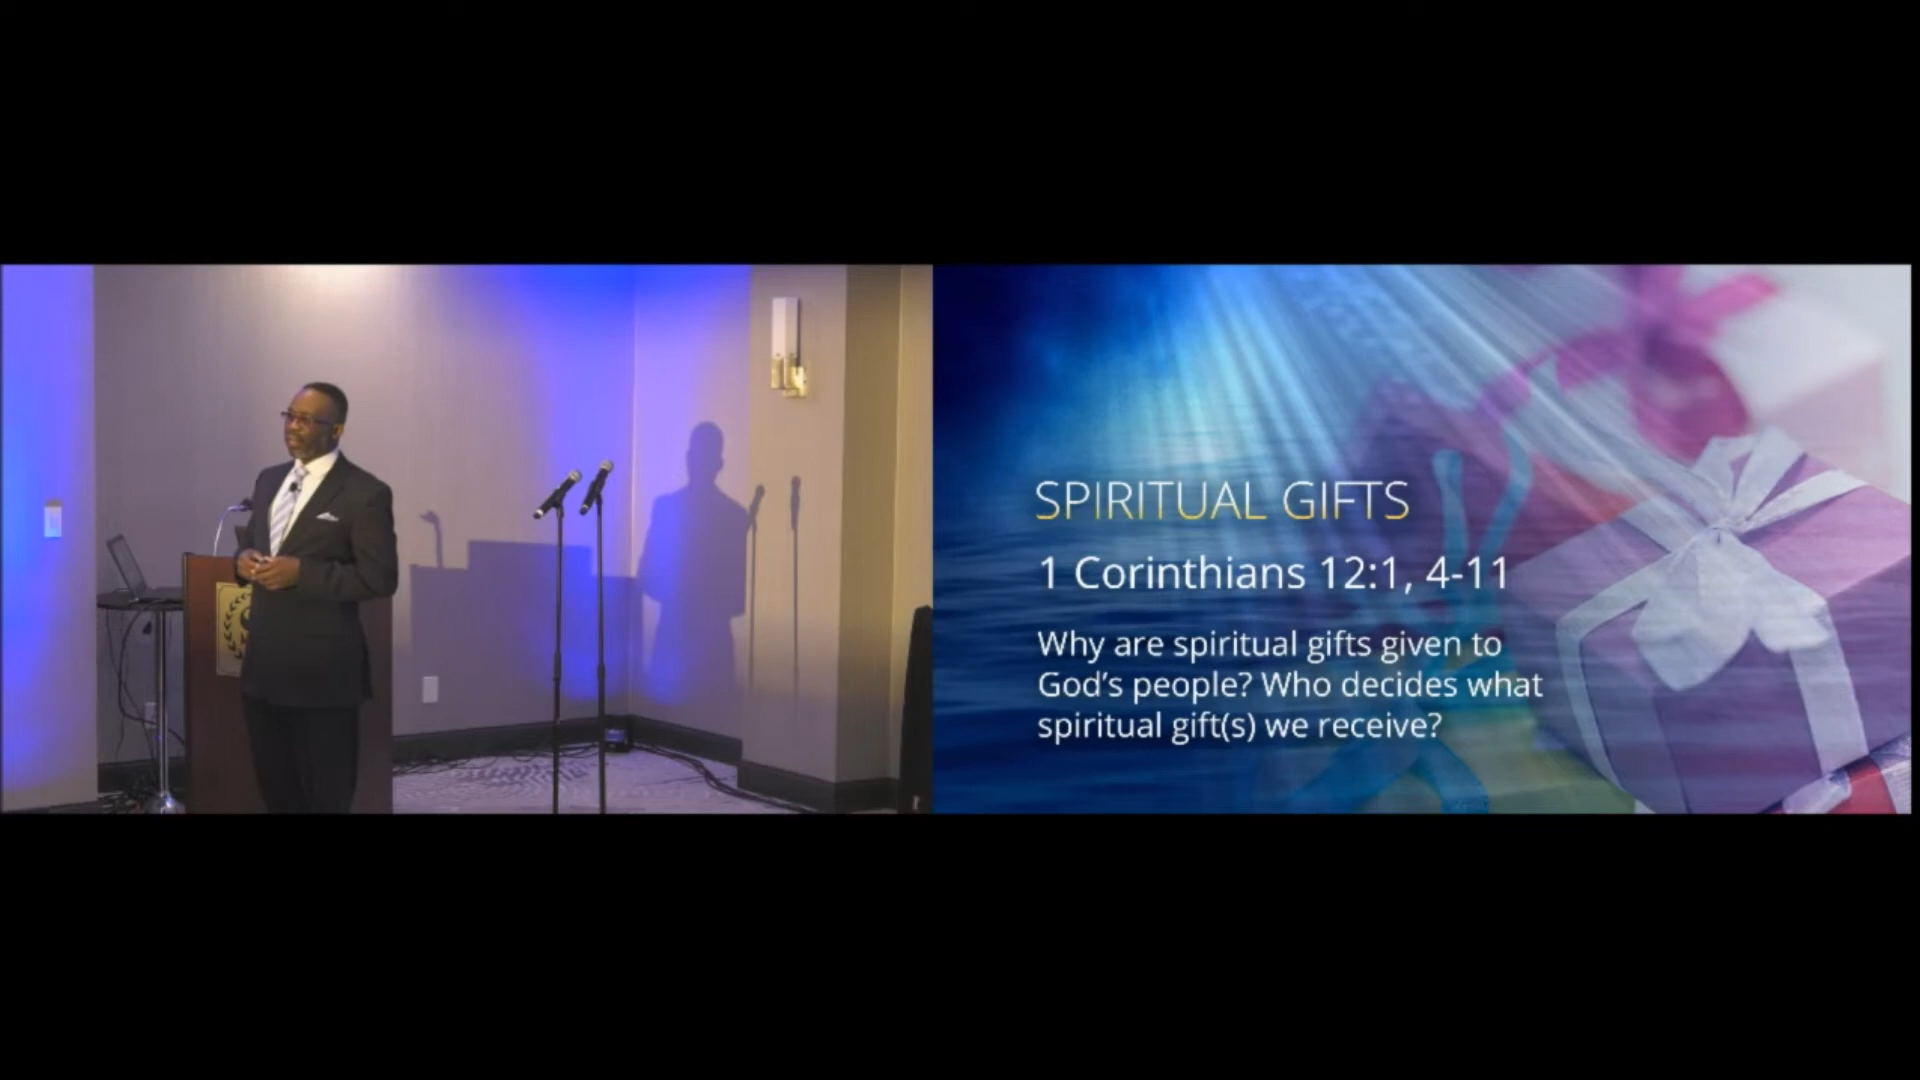 SPIRITUAL GIFTS
1 Corinthians 12:1, 4-11
Why are spiritual gifts given to
God's people? Who decides what
spiritual gift(s) we receive?